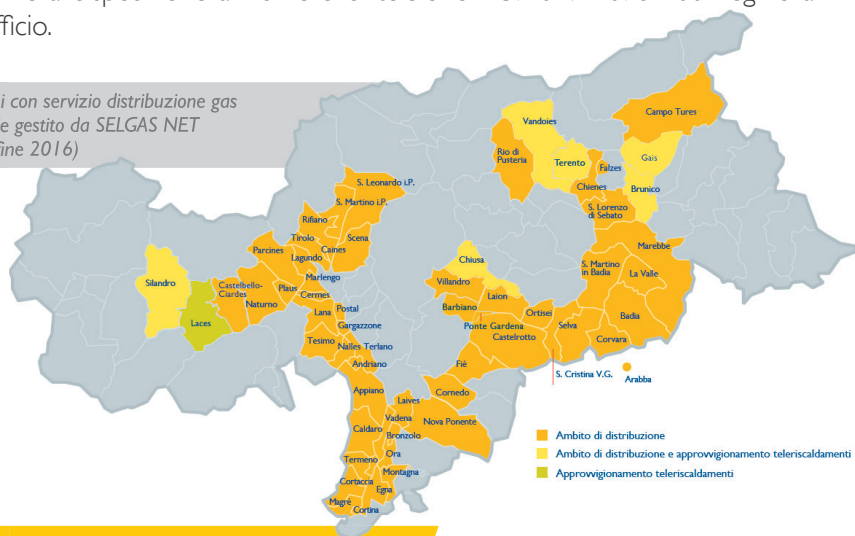 fficio.
i con servizio distribuzione gas
e gestito da SELGAS NET
fine 2016)
Campo Tures
Vandoies
Rio di
Pusteria
Terento
Gais
Falzes
Chienes
Brunico
S. Lorenzo
di Sebato
S. Leonardo i.P.
S. Martino i.P.
Rifiano
Tirolo
Scena
Parcines
Caines
Lagundo
Marebbe
Chiusa
S. Martino
in Badia
La Valle
Silandro
Marlengo
Castelbello-
Ciardes
Plaus
Cermes
Villandro
Laion
Naturno
Barbiano
Lana
Postal
Ortisei
Laces
Gargazzone
Ponte Gardena
Selva
Badia
Castelrotto
Tesimo
Nalles
Terlano
Corvara
Andriano
Fiè
S. Cristina V.G.
Arabba
Appiano
Cornedo
Laives
Vadena
Nova Ponente
Caldaro
Bronzolo
Ambito di distribuzione
Ora
Termeno
Ambito di distribuzione e approvvigionamento teleriscaldamenti
Montagna
Approvvigionamento teleriscaldamenti
Cortaccia
Egna
Magré
Cortina